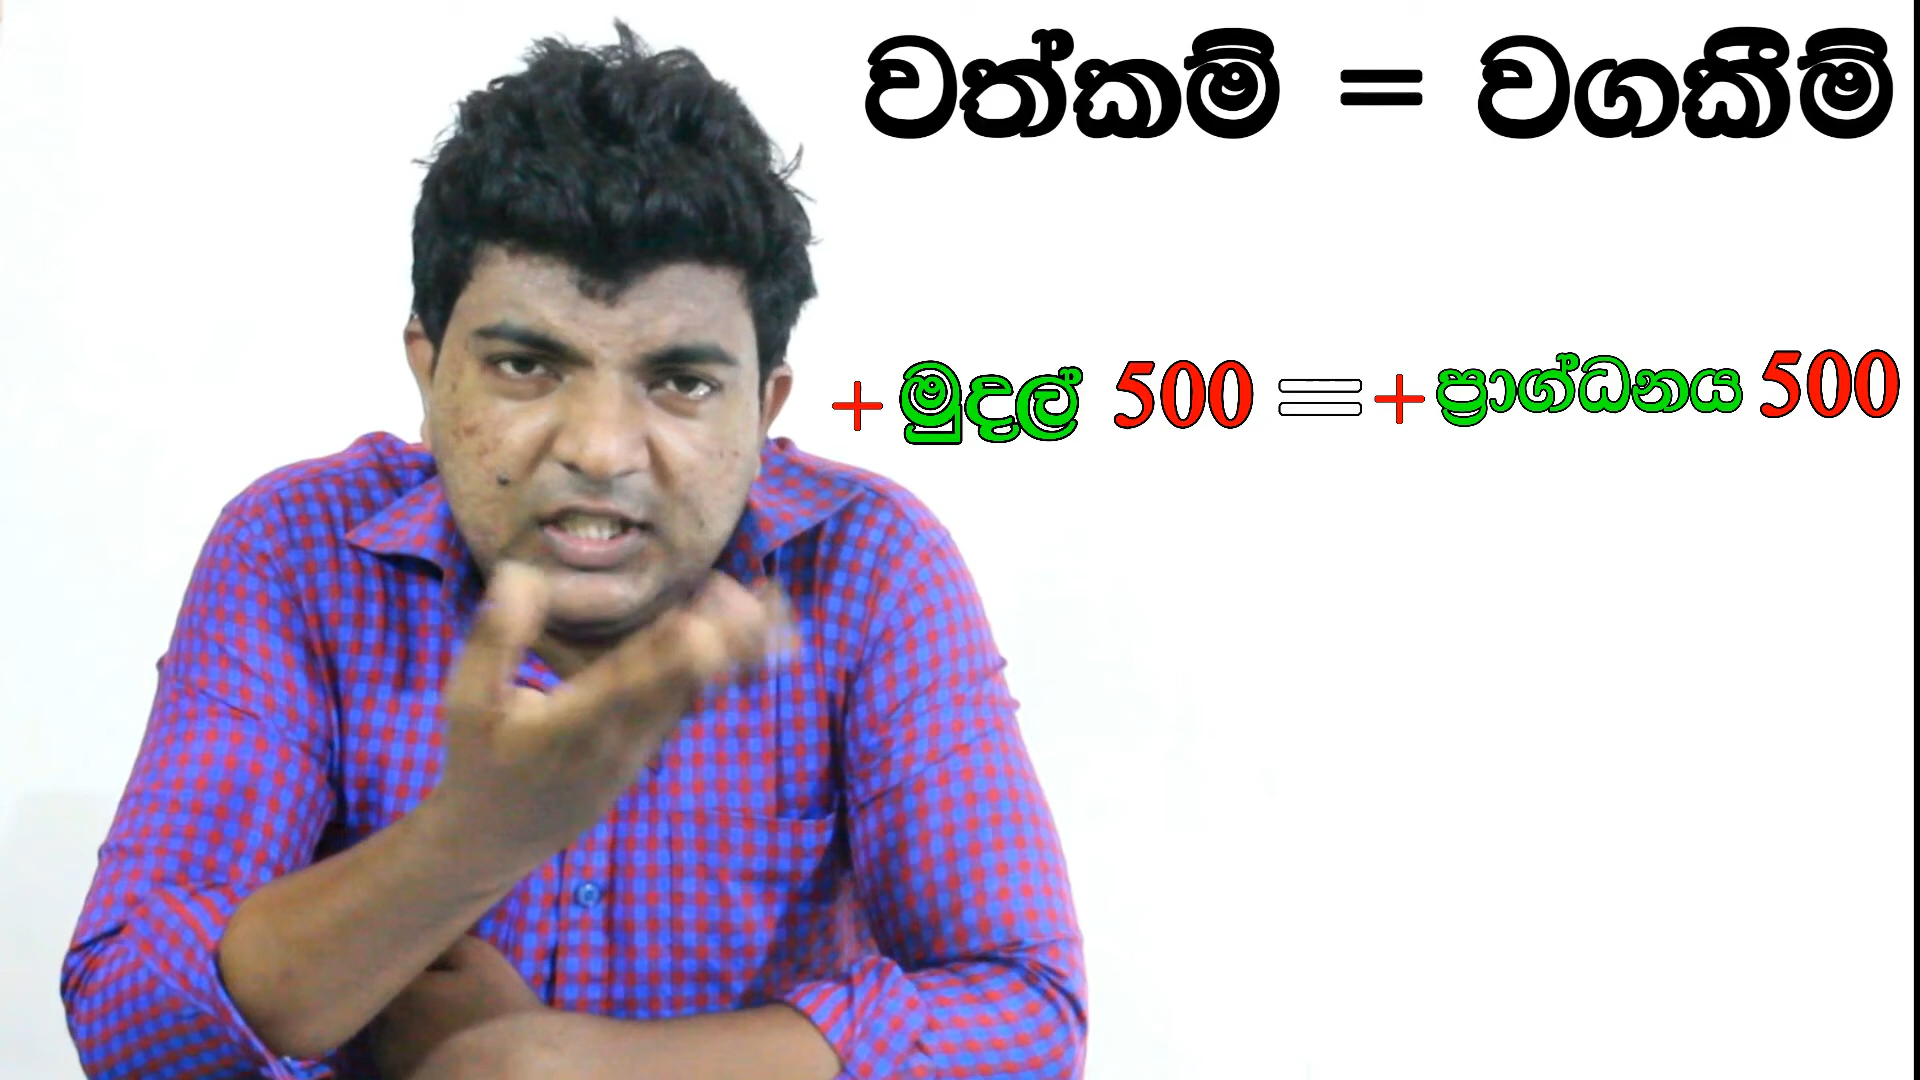 වත්කම් = වගකීම්
+ මුදල් 500 = + ප්‍රාග්ධනය 500